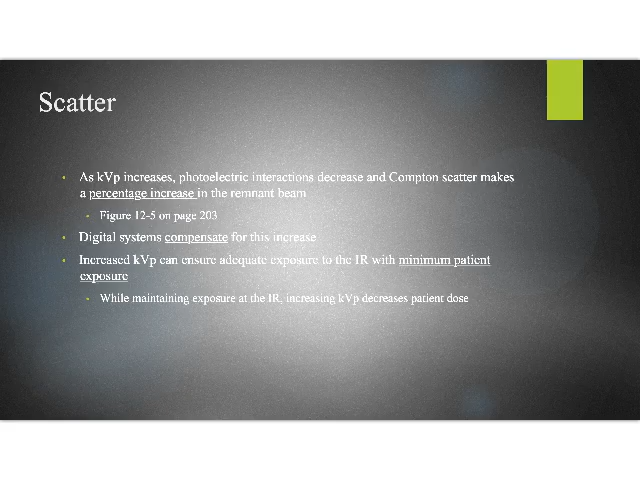 Scatter
As kVp increases, photoelectric interactions decrease and Compton scatter makes
a percentage increase in the remnant beam
Figure 12-5 on page 203
Digital systems compensate for this increase
Increased kVp can ensure adequate exposure to the IR with minimum patient
exposure
While maintaining exposure at the IR, increasing kVp decreases patient dose